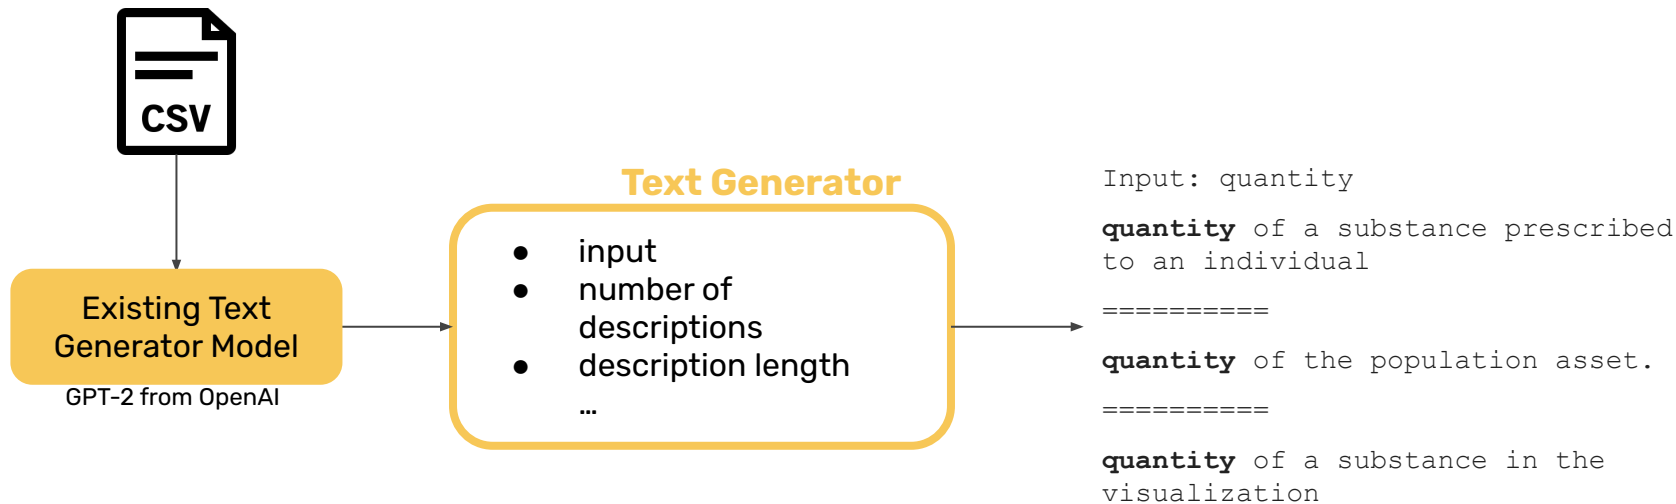 CSV
Existing Text
Generator Model
GPT-2 from OpenAI
Text Generator
● input
● number of
descriptions
● description length
…
Input: quantity
quantity of a substance prescribed
to an individual
==========
quantity of the population asset.
==========
quantity of a substance in the
visualization